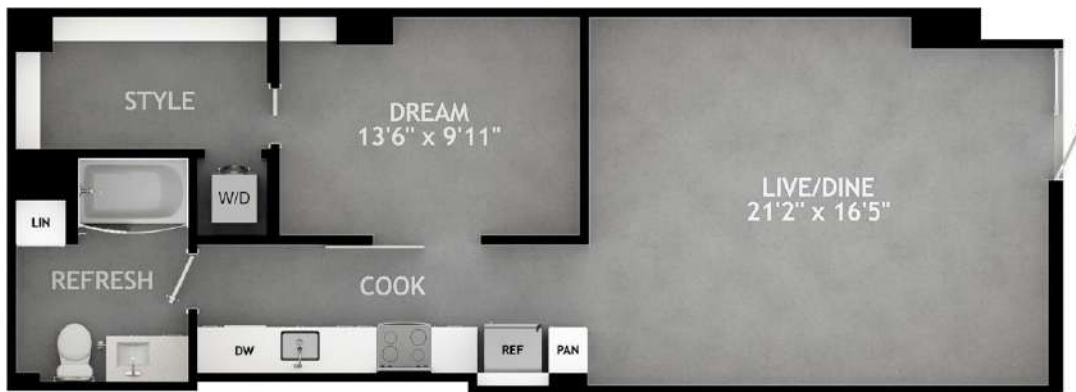 STYLE
DREAM
13'6" x 9'11"
W/D
LIVE/DINE
21'2" x 16'5"
LIN
REFRESH
COOK
DW
REF
PAN